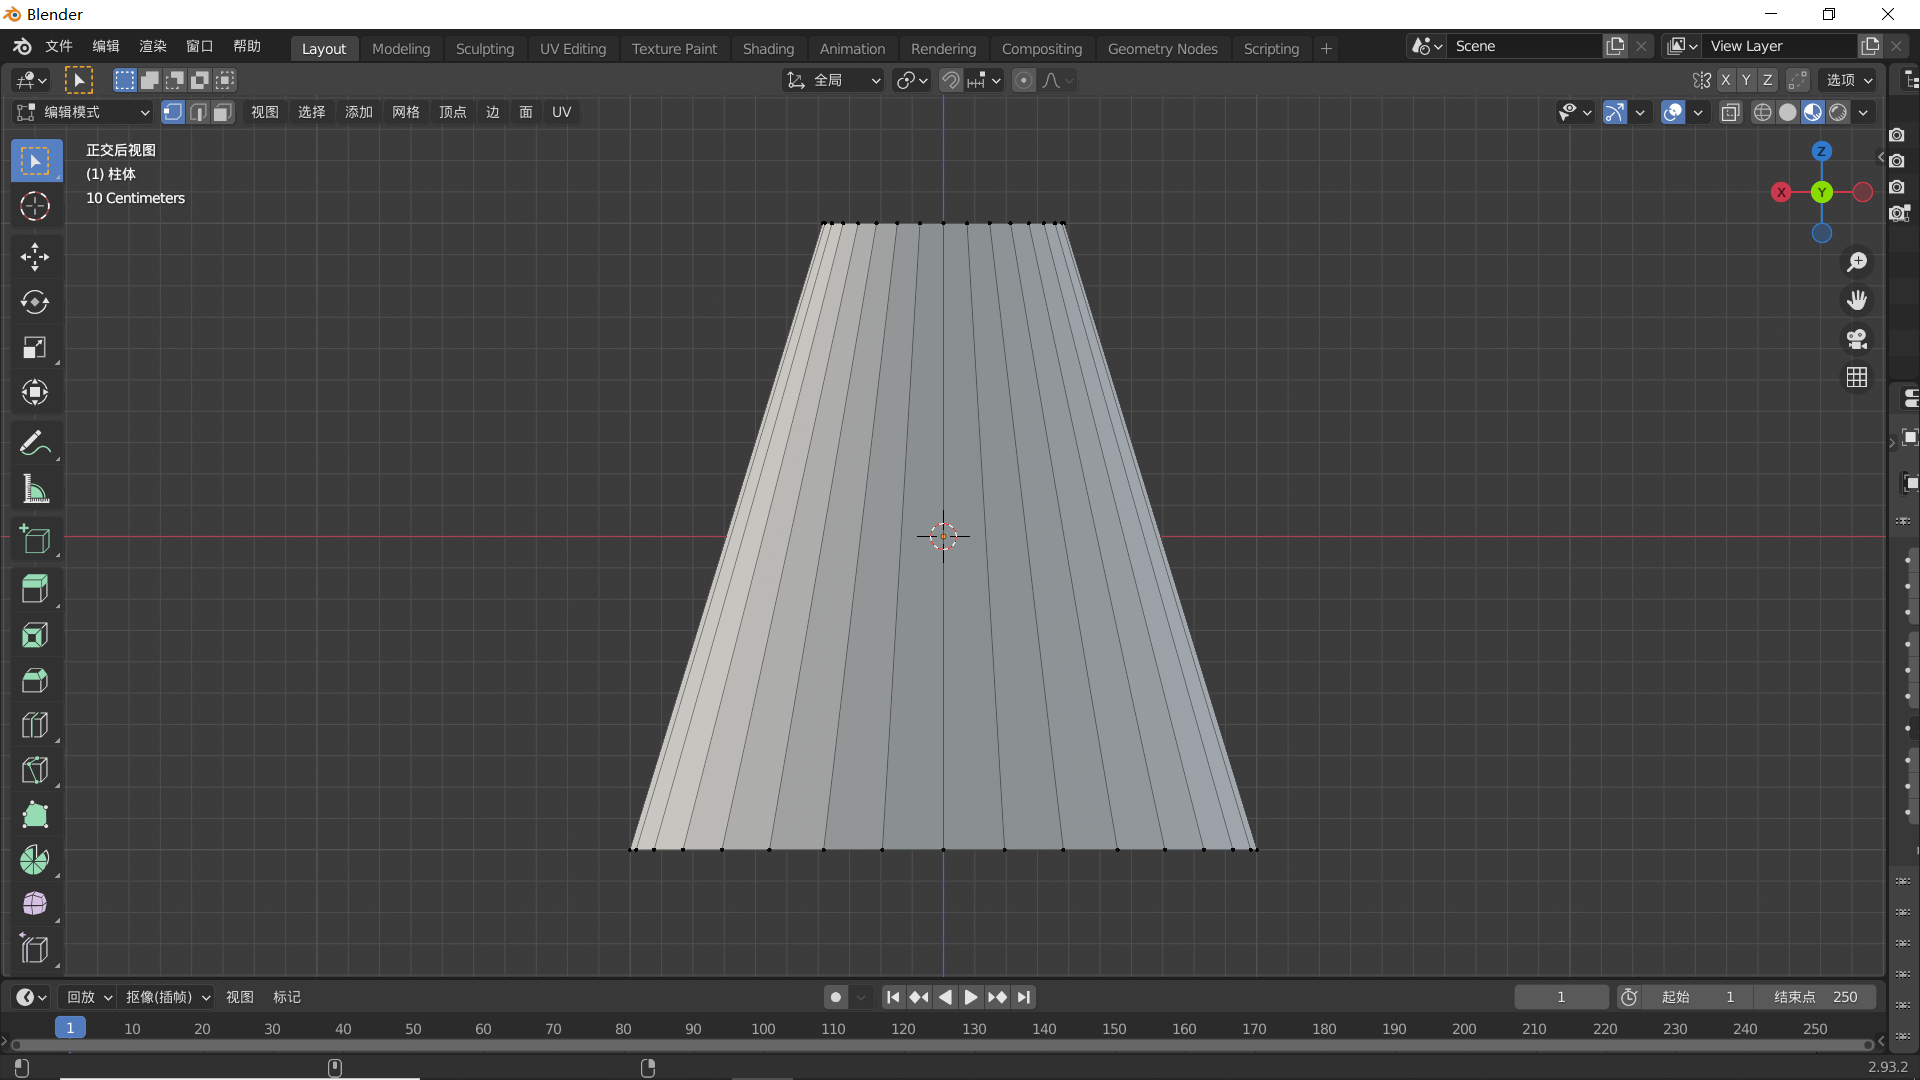 Blender
文件 编辑 渲染 窗口 帮助 Layout Modeling Sculpting UV Editing Texture Paint Shading Animation Rendering Compositing Geometry Nodes Scripting + Scene View Layer
全局 X Y Z 选项
编辑模式 视图 选择 添加 网格 顶点 边 面 UV
正交后视图
(1) 柱体
10 Centimeters
Z
X Y
回放 抠像(插帧) 视图 标记 1 起始 1 结束点 250
1 10 20 30 40 50 60 70 80 90 100 110 120 130 140 150 160 170 180 190 200 210 220 230 240 250
2.93.2